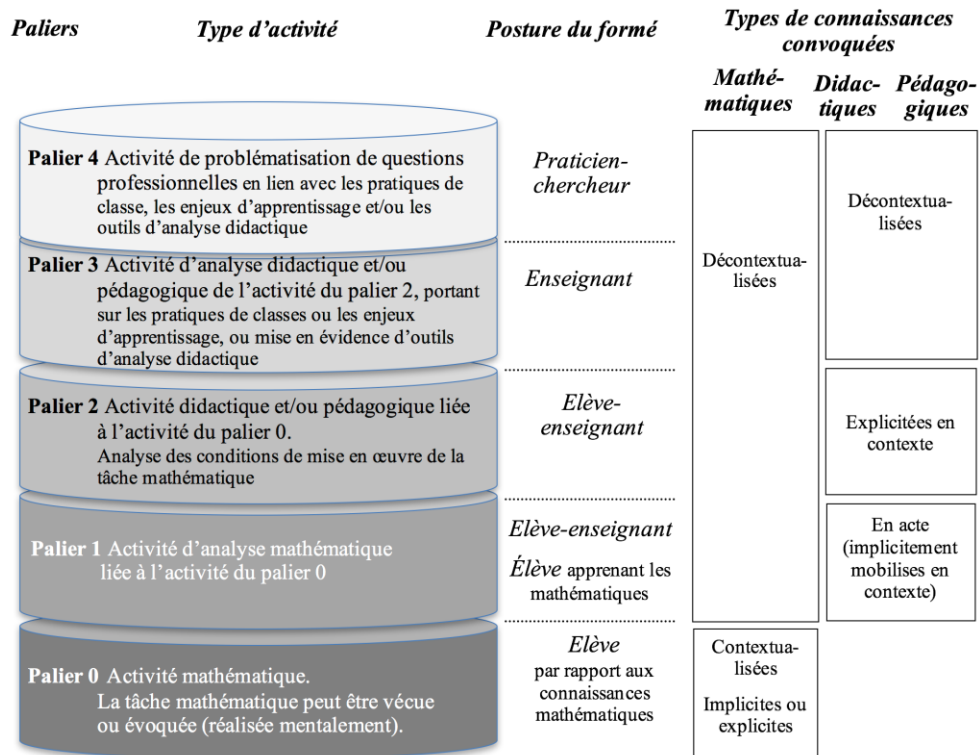 Paliers
Type d'activité
Posture du formé
Types de connaissances
convoquées
Mathé-
matiques
Didac-
tiques
Pédago-
giques
Palier 4 Activité de problématisation de questions
professionnelles en lien avec les pratiques de
classe, les enjeux d'apprentissage et/ou les
outils d'analyse didactique
Praticien-
chercheur
Palier 3 Activité d'analyse didactique et/ou
pédagogique de l'activité du palier 2, portant
sur les pratiques de classes ou les enjeux
d'apprentissage, ou mise en évidence d'outils
d'analyse didactique
Enseignant
Palier 2 Activité didactique et/ou pédagogique liée
à l'activité du palier 0.
Analyse des conditions de mise en œuvre de la
tâche mathématique
Elève-
enseignant
Palier 1 Activité d'analyse mathématique
liée à l'activité du palier 0
Elève-enseignant
Élève apprenant les
mathématiques
Palier 0 Activité mathématique.
La tâche mathématique peut être vécue
ou évoquée (réalisée mentalement).
Elève
par rapport aux
connaissances
mathématiques
Décontextua-
lisées
Contextua-
lisées
Implicites ou
explicites
Décontextua-
lisées
Explicitées en
contexte
En acte
(implicitement
mobilises en
contexte)